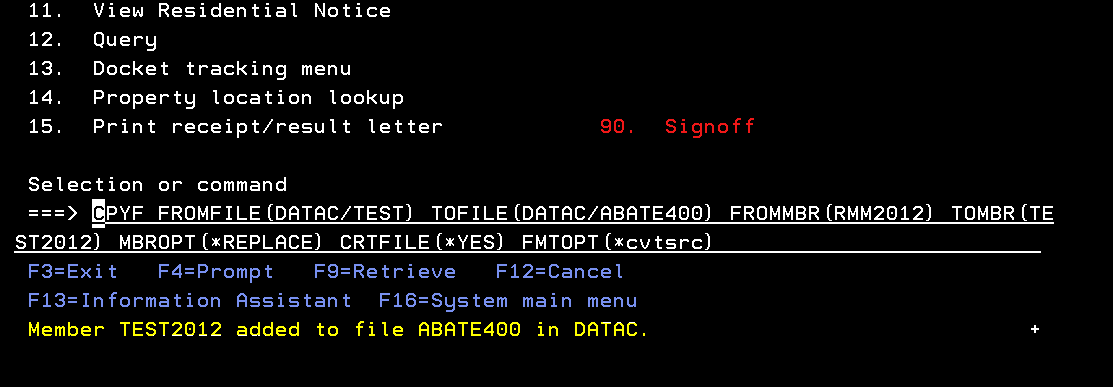 11. View Residential Notice
12. Query
13. Docket tracking menu
14. Property location lookup
15. Print receipt/result letter 90. Signoff
Selection or command
===> CPYF FROMFILE(DATAC/TEST) TOFILE(DATAC/ABATE400) FROMMBR(RMM2012) TOMBR(TE
ST2012) MBROPT(*REPLACE) CRTFILE(*YES) FMTOPT(*cvtsrc)
F3=Exit F4=Prompt F9=Retrieve F12=Cancel
F13=Information Assistant F16=System main menu
Member TEST2012 added to file ABATE400 in DATAC. +